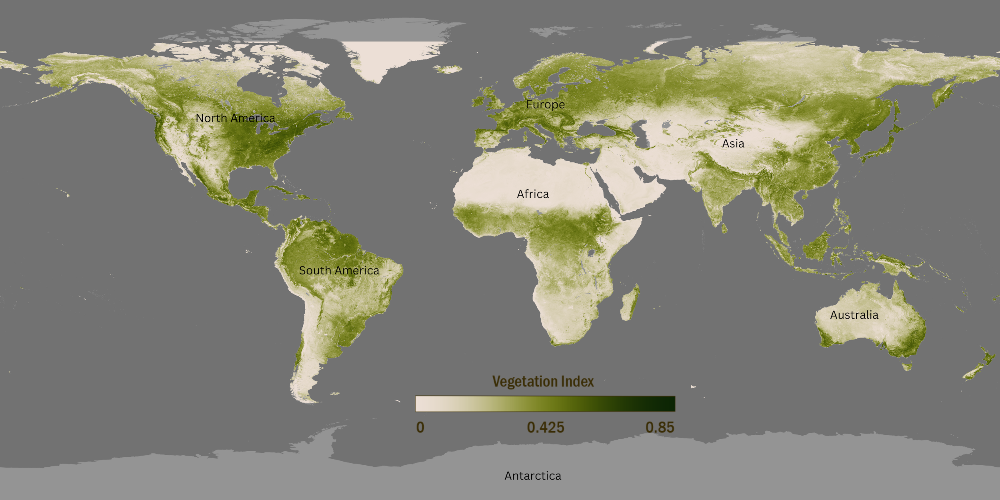 Europe
North America
Asia
Africa
South America
Australia
Vegetation Index
0 0.425 0.85
Antarctica